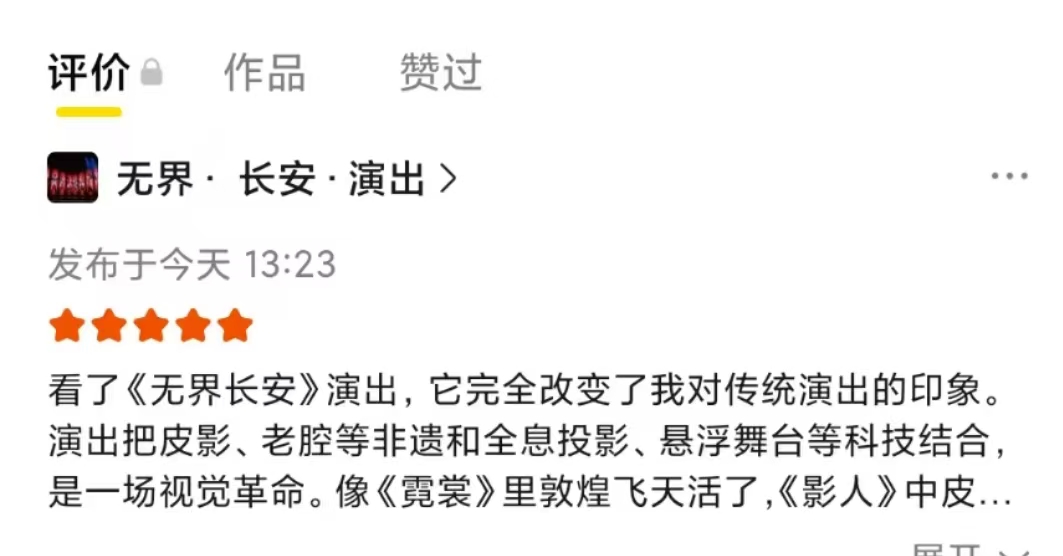 评价 作品 赞过
无界· 长安·演出
发布于今天 13:23
看了《无界长安》演出，它完全改变了我对传统演出的印象。
演出把皮影、老腔等非遗和全息投影、悬浮舞台等科技结合，
是一场视觉革命。像《霓裳》里敦煌飞天活了,《影人》中皮...
展开